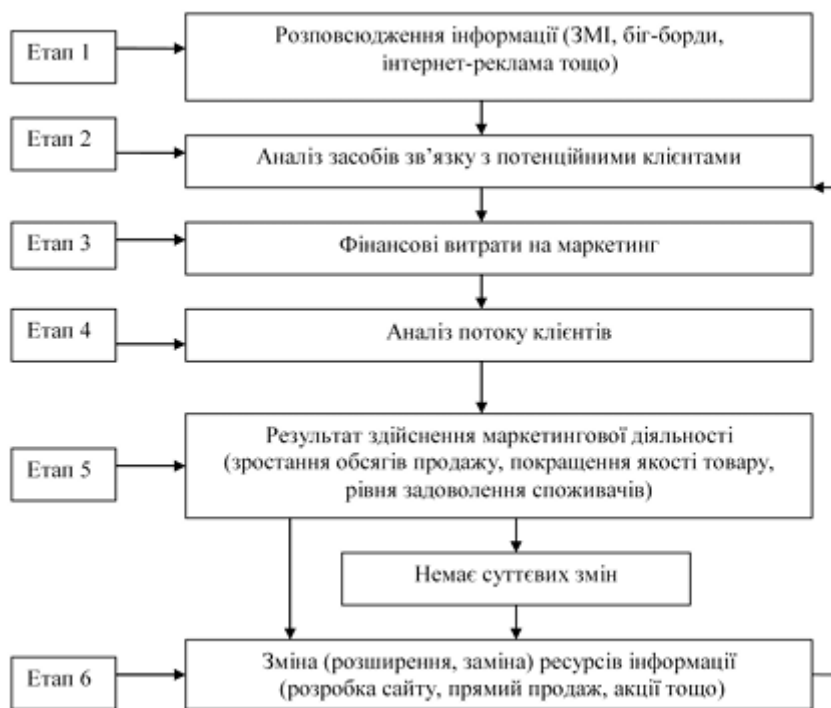 Етап 1
Розповсюдження інформації (ЗМІ, біг-борди,
інтернет-реклама тощо)
Етап 2
Аналіз засобів зв’язку з потенційними клієнтами
Етап 3
Фінансові витрати на маркетинг
Етап 4
Аналіз потоку клієнтів
Етап 5
Результат здійснення маркетингової діяльності
(зростання обсягів продажу, покращення якості товару,
рівня задоволення споживачів)
Немає суттєвих змін
Етап 6
Зміна (розширення, заміна) ресурсів інформації
(розробка сайту, прямий продаж, акції тощо)